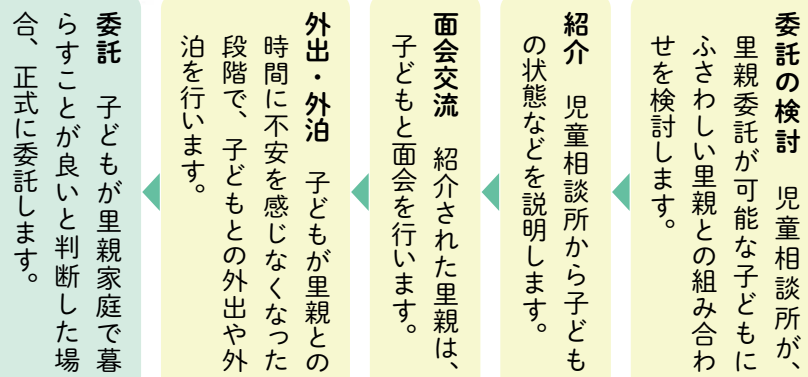 委託の検討　児童相談所が、
里親委託が可能な子どもに
ふさわしい里親との組み合わ
せを検討します。
紹介　児童相談所から子ども
の状態などを説明します。
面会交流　紹介された里親は、
子どもと面会を行います。
外出・外泊　子どもが里親との
時間に不安を感じなくなった
段階で、子どもとの外出や外
泊を行います。
委託　子どもが里親家庭で暮
らすことが良いと判断した場
合、正式に委託します。